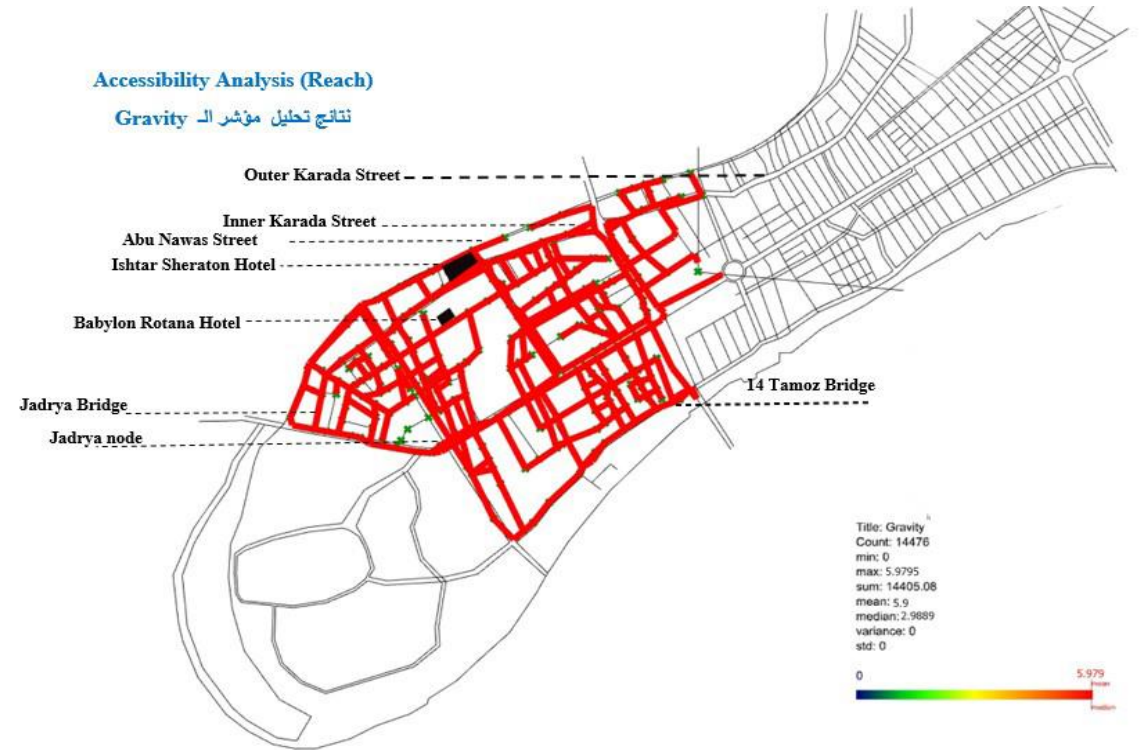 Accessibility Analysis (Reach)
نتائج تحليل مؤشر الـ Gravity
Outer Karada Street
Inner Karada Street
Abu Nawas Street
Ishtar Sheraton Hotel
Babylon Rotana Hotel
14 Tamoz Bridge
Jadrya Bridge
Jadrya node
Title: Gravity
Count: 14476
min: 0
max: 5.9795
sum: 14405.08
mean: 5.9
median: 2.9889
variance: 0
std: 0
0
5.979
mean
median